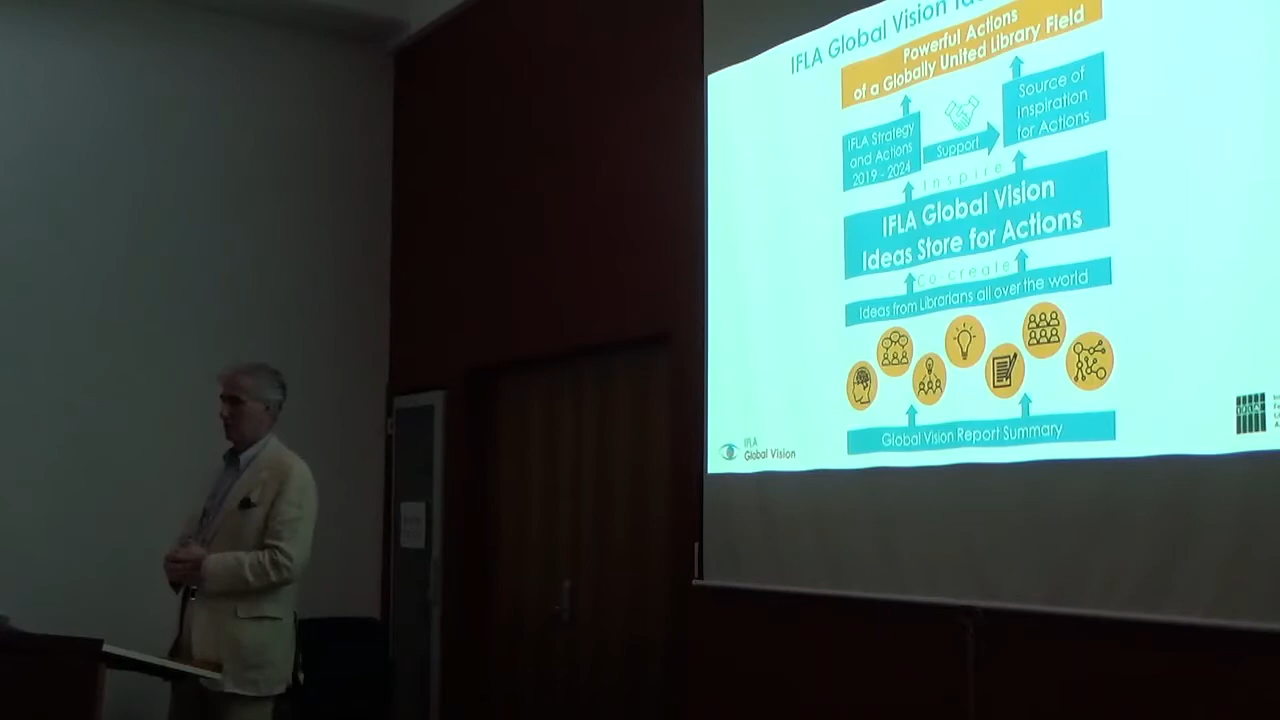 IFLA Global Vision
Powerful Actions
of a Globally United Library Field
IFLA Strategy
and Actions
2019 - 2024
Support
Source of
Inspiration
for Actions
Inspire
IFLA Global Vision
Ideas Store for Actions
Co-create
Ideas from Librarians all over the world
Global Vision Report Summary
IFLA
Global Vision
IFLA